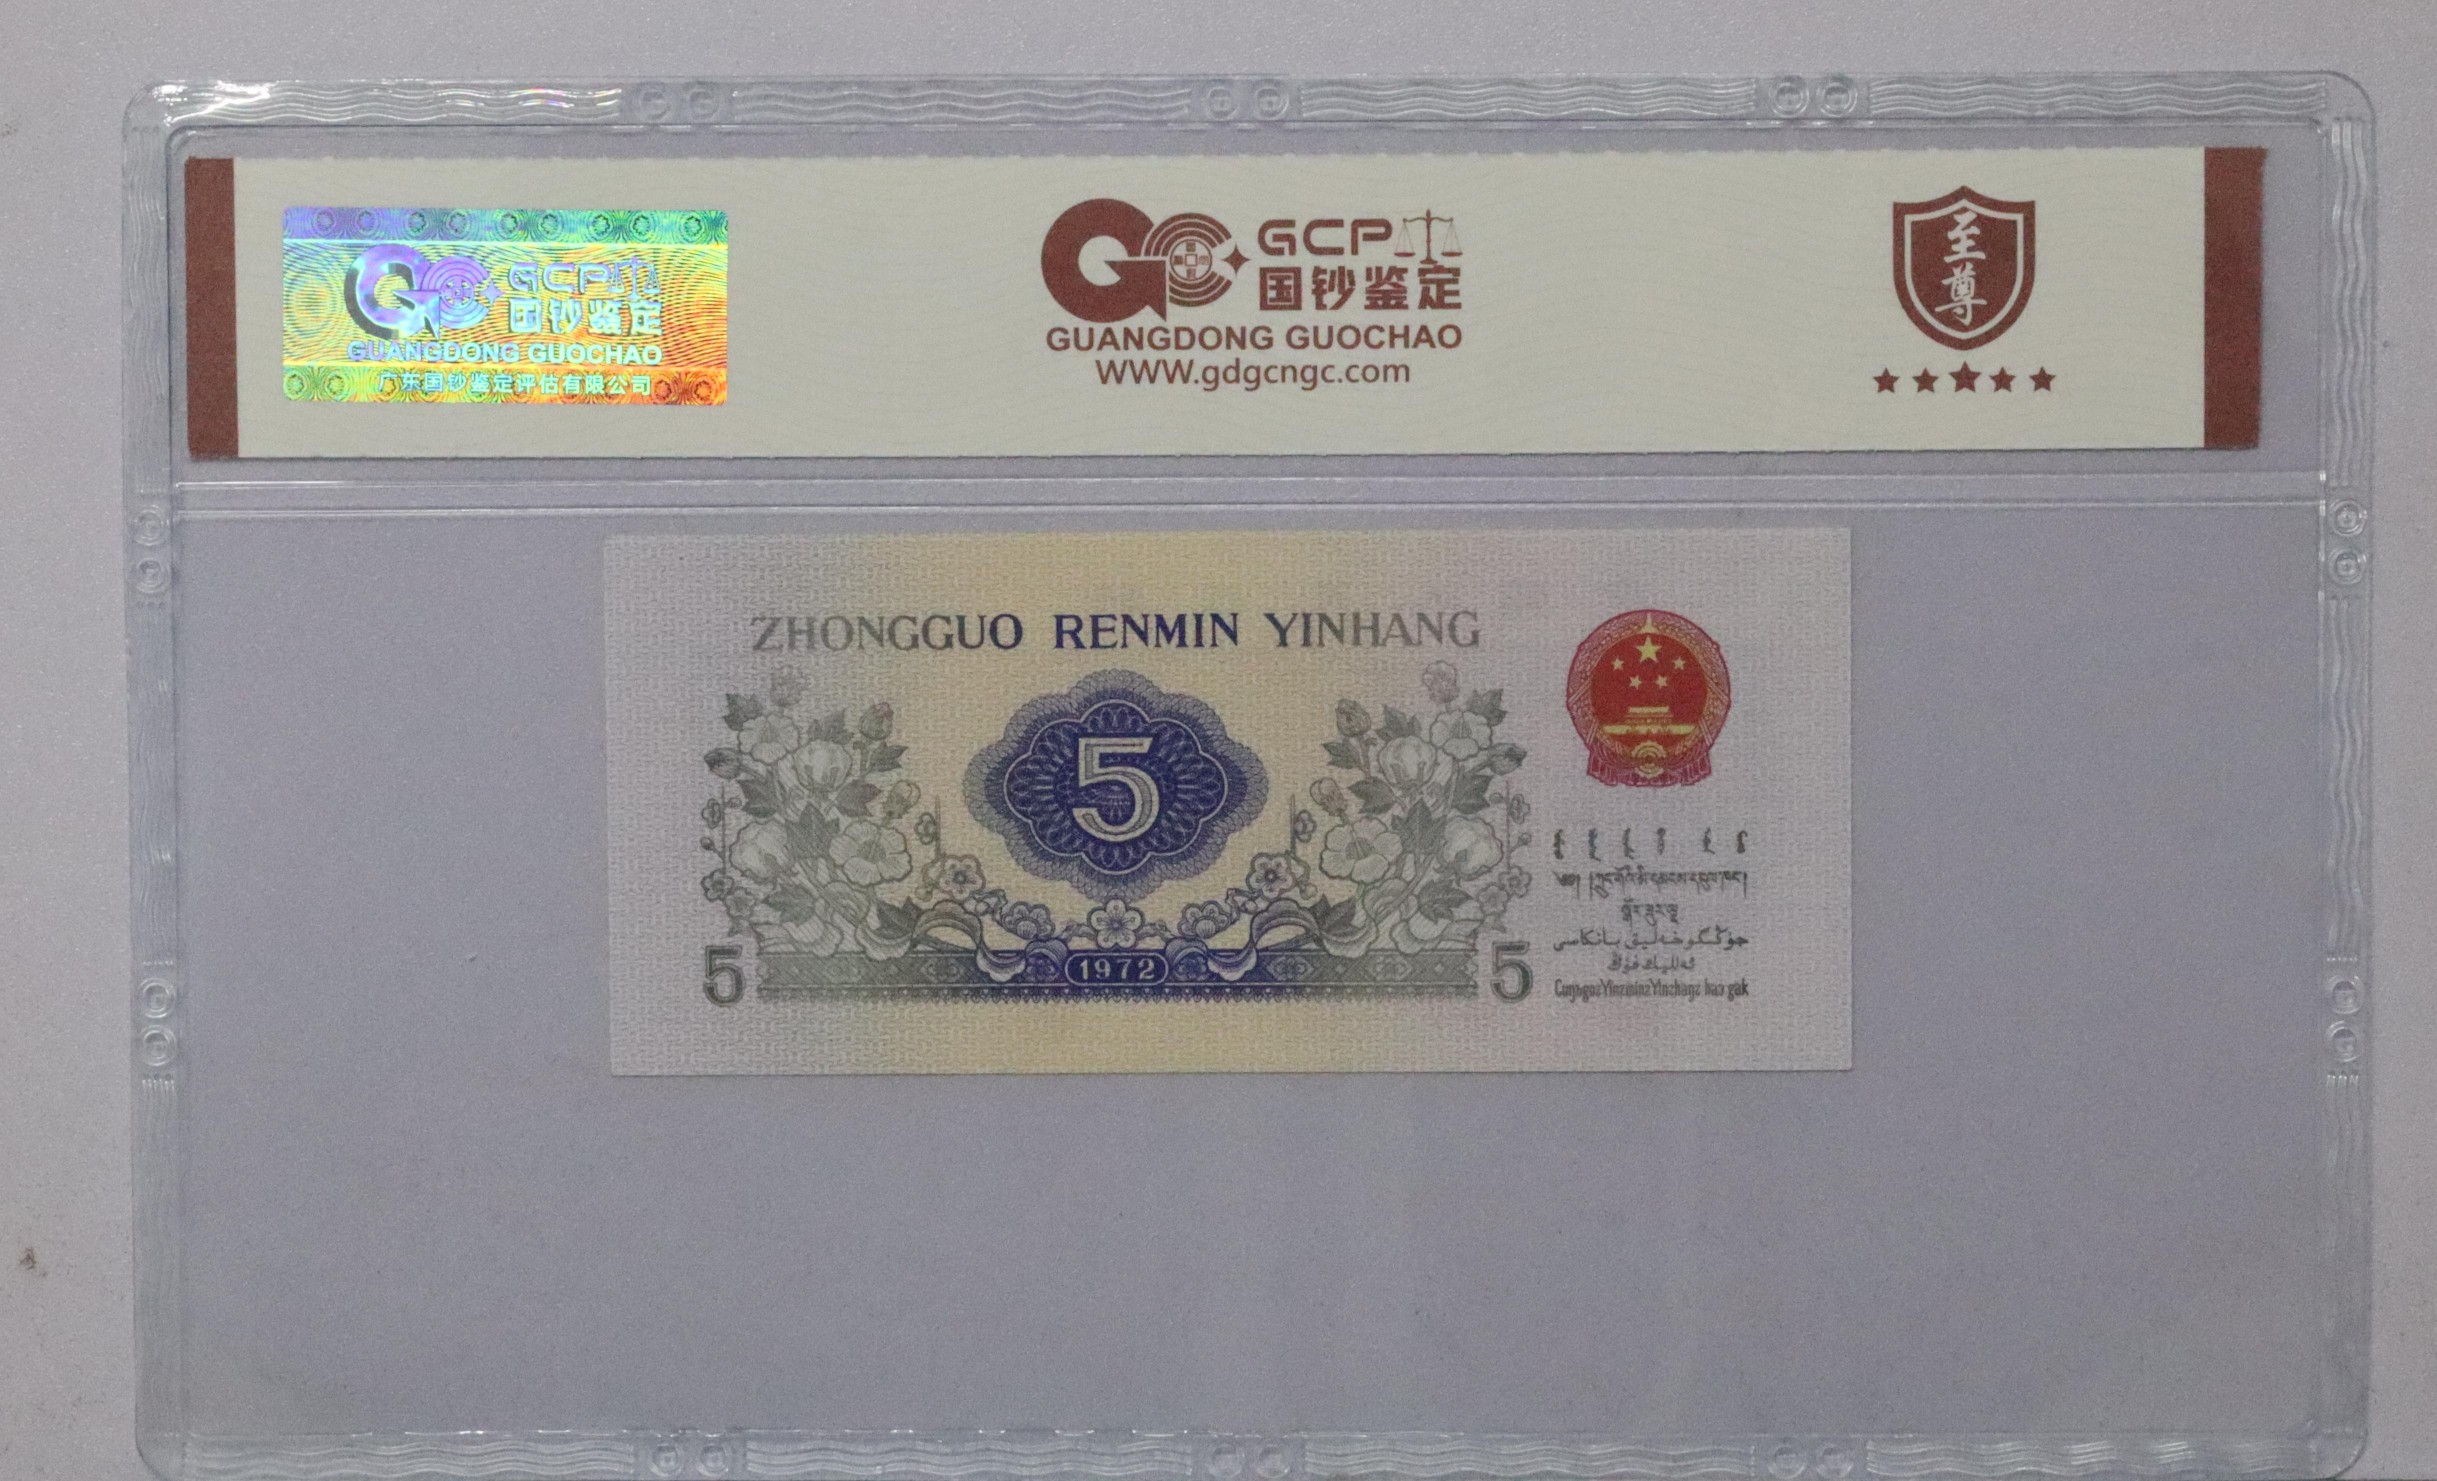 GCP
国钞鉴定
GUANGDONG GUOCHAO
广东国钞鉴定评估有限公司
GCP
国钞鉴定
GUANGDONG GUOCHAO
WWW.gdgcngc.com
至
尊
ZHONGGUO RENMIN YINHANG
5
5
1972
5
جۇڭگو خەلىق بانكاسى